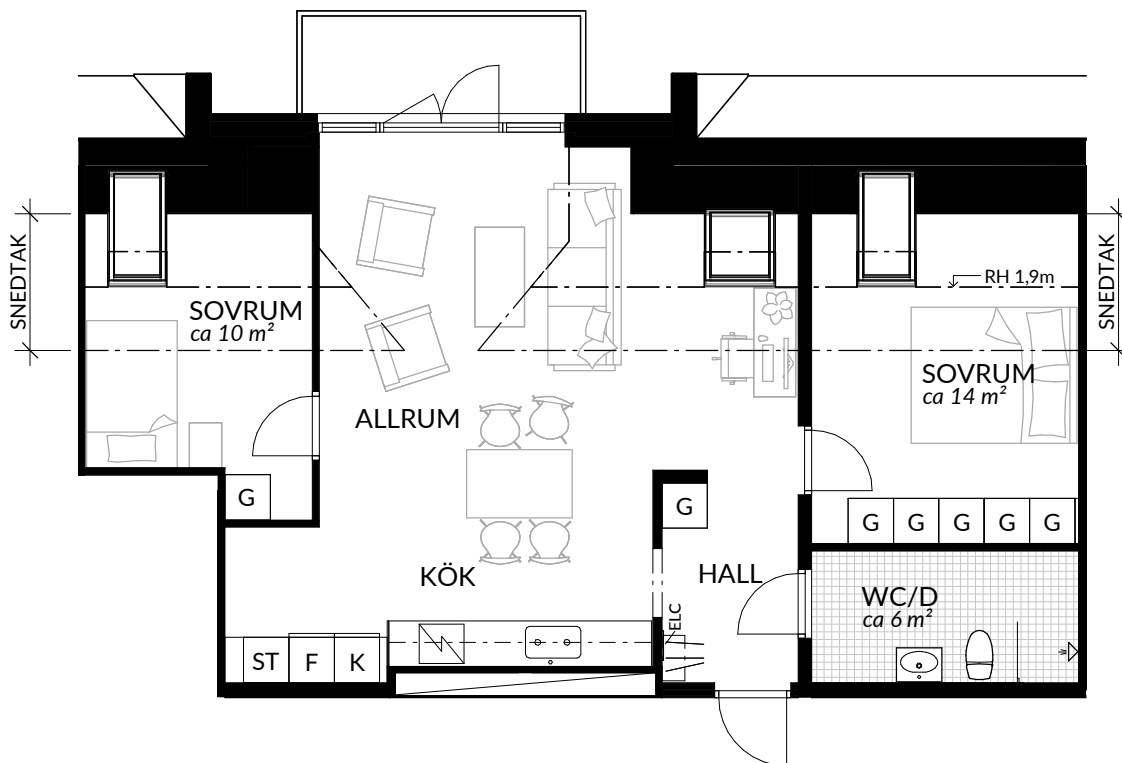 SNEDTAK
SOVRUM
ca 10 m²
G
ALLRUM
KÖK
ST
F
K
G
HALL
ELC
RH 1,9m
SOVRUM
ca 14 m²
G
G
G
G
G
WC/D
ca 6 m²
SNEDTAK